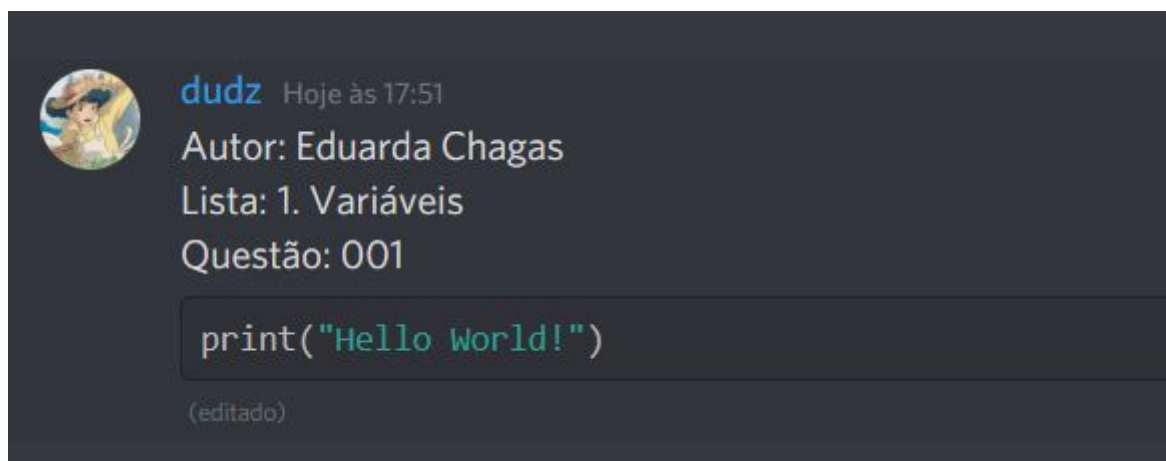 dudz Hoje às 17:51
Autor: Eduarda Chagas
Lista: 1. Variáveis
Questão: 001
print("Hello World!")
(editado)